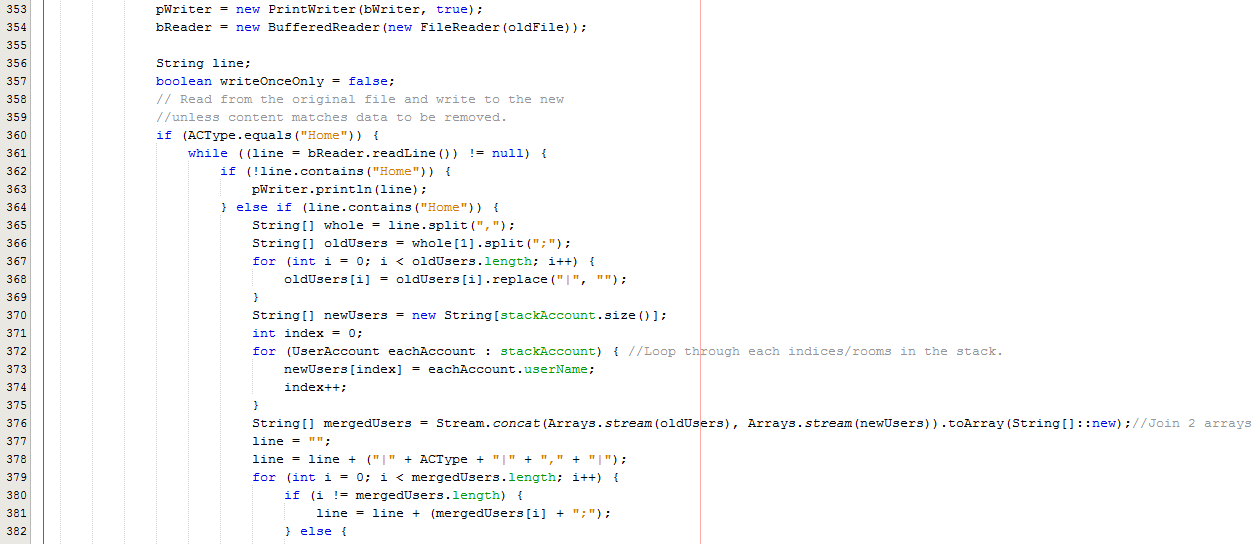 353 pWriter = new PrintWriter(bWriter, true);
354 bReader = new BufferedReader(new FileReader(oldFile));
355
356 String line;
357 boolean writeOnceOnly = false;
358 // Read from the original file and write to the new
359 //unless content matches data to be removed.
360 if (ACType.equals("Home")) {
361 while ((line = bReader.readLine()) != null) {
362 if (!line.contains("Home")) {
363 pWriter.println(line);
364 } else if (line.contains("Home")) {
365 String[] whole = line.split(",");
366 String[] oldUsers = whole[1].split(";");
367 for (int i = 0; i < oldUsers.length; i++) {
368 oldUsers[i] = oldUsers[i].replace("|", "");
369 }
370 String[] newUsers = new String[stackAccount.size()];
371 int index = 0;
372 for (UserAccount eachAccount : stackAccount) { //Loop through each indices/rooms in the stack.
373 newUsers[index] = eachAccount.userName;
374 index++;
375 }
376 String[] mergedUsers = Stream.concat(Arrays.stream(oldUsers), Arrays.stream(newUsers)).toArray(String[]::new);//Join 2 arrays
377 line = "";
378 line = line + ("|" + ACType + "|" + "," + "|");
379 for (int i = 0; i < mergedUsers.length; i++) {
380 if (i != mergedUsers.length) {
381 line = line + (mergedUsers[i] + ";");
382 } else {